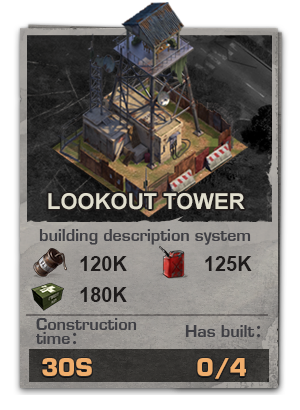 LOOKOUT TOWER
building description system
120K 125K
180K
Construction
time: Has built:
30S 0/4